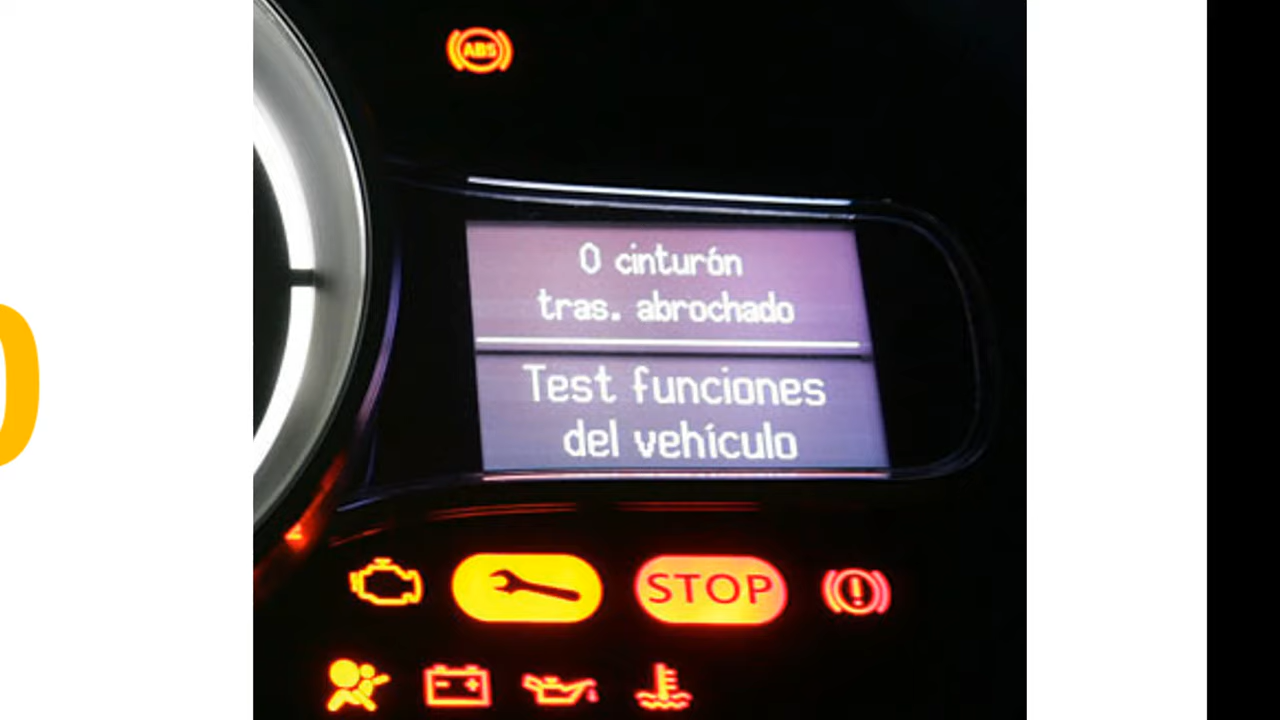 ABS
0 cinturón
tras. abrochado
Test funciones
del vehículo
STOP